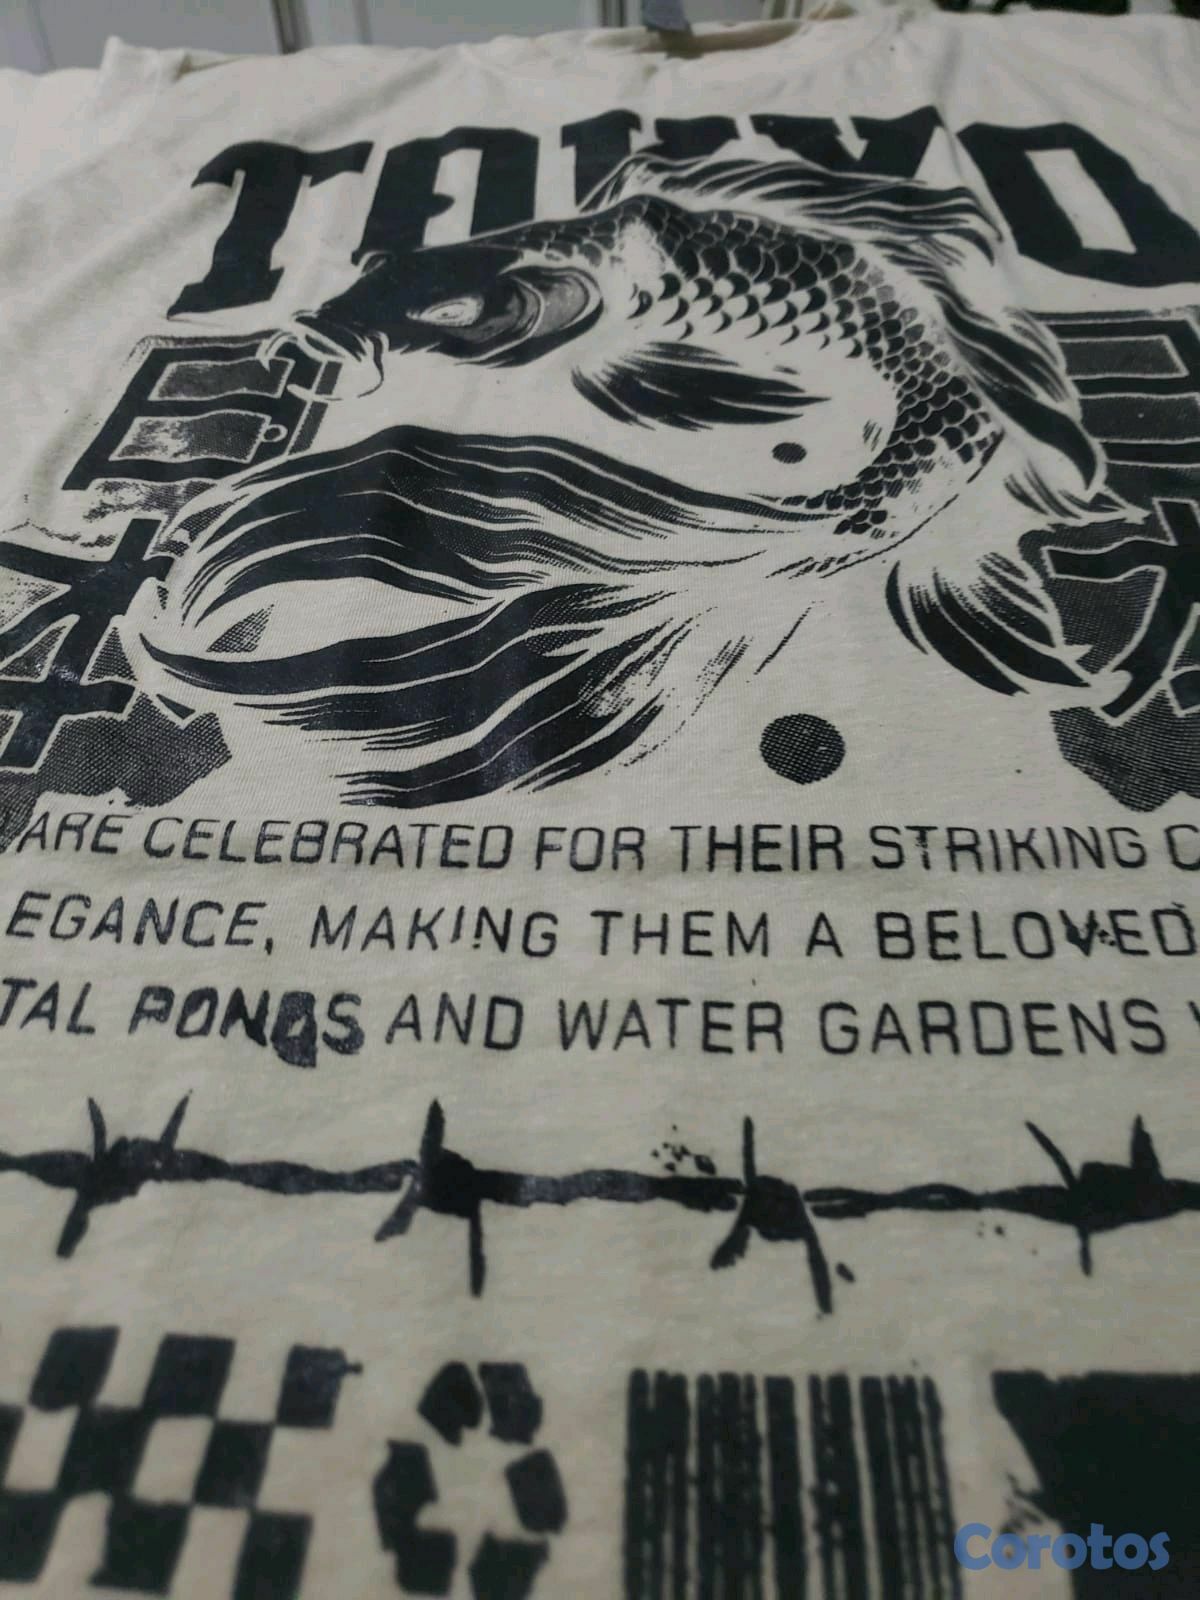 TOKYO
ARE CELEBRATED FOR THEIR STRIKING C
EGANCE, MAKING THEM A BELOVED
TAL PONDS AND WATER GARDENS
Corotos